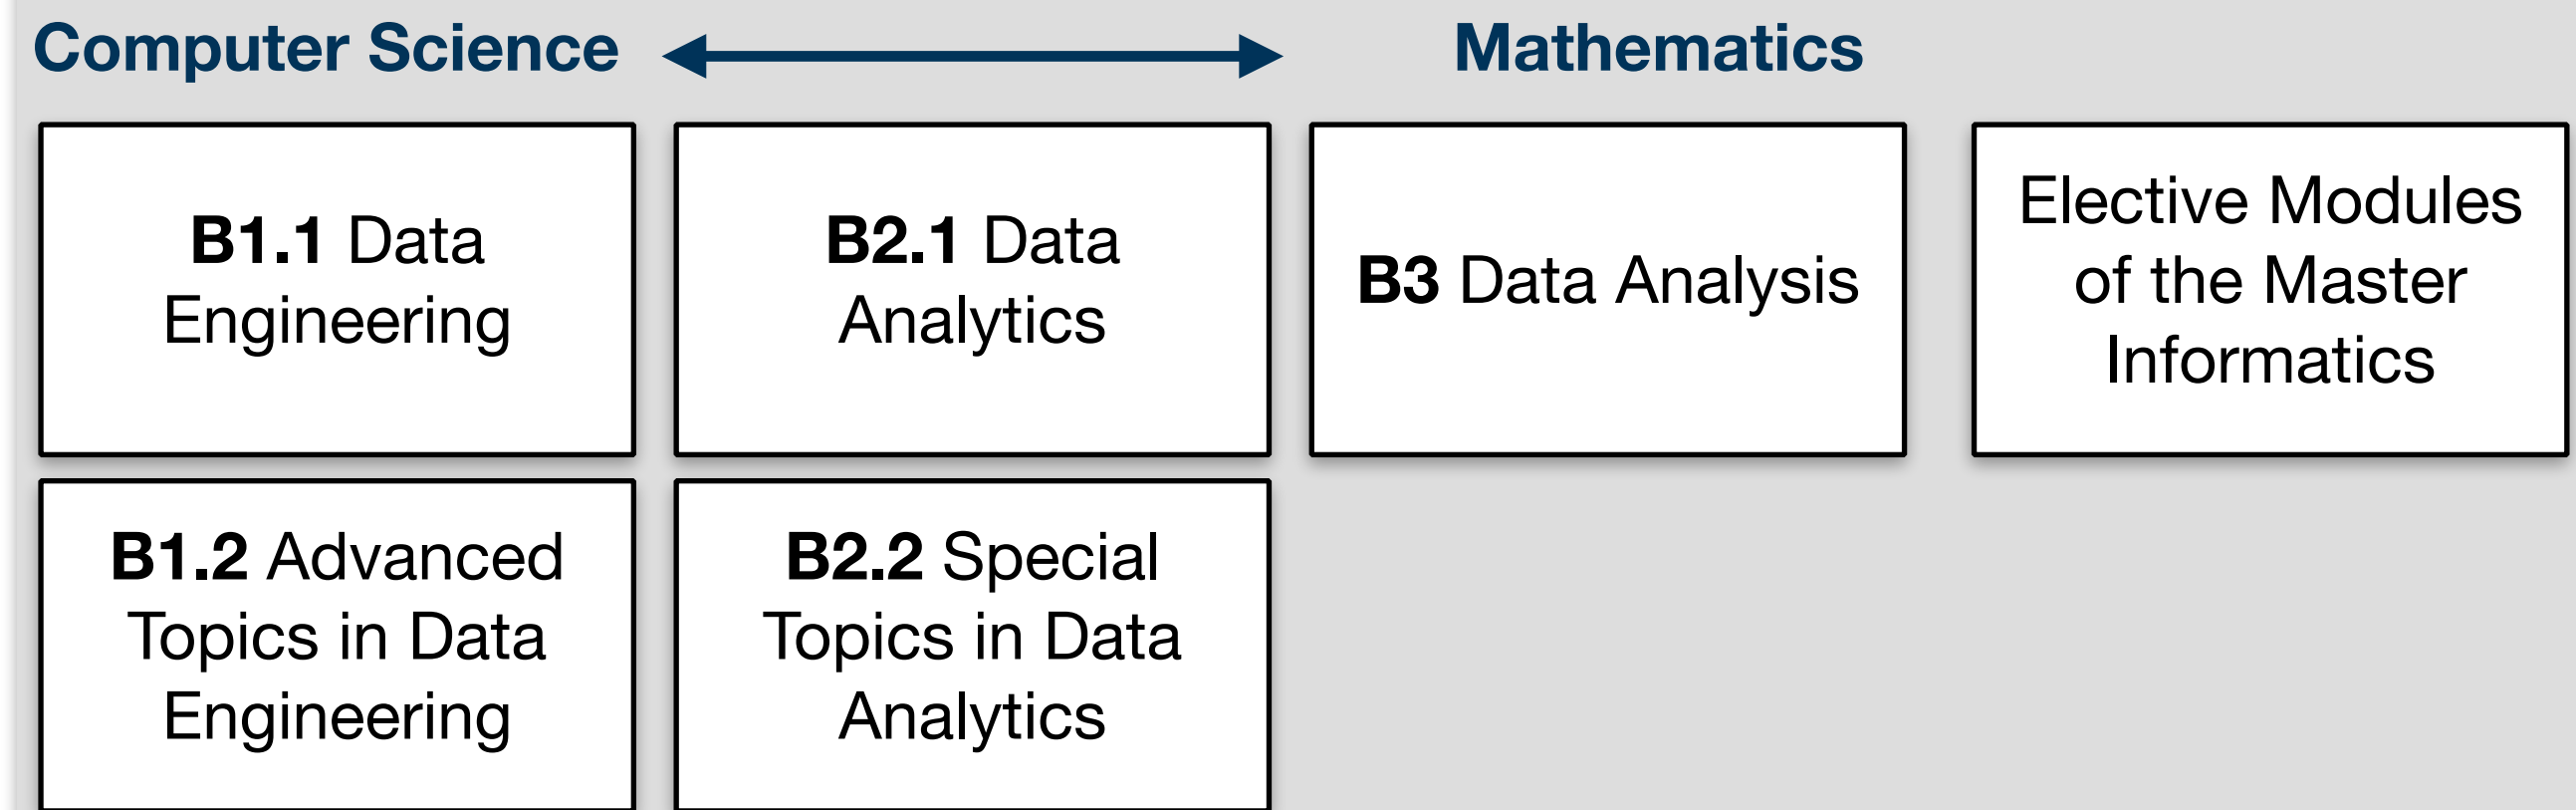 Computer Science
Mathematics
B1.1 Data
Engineering
B2.1 Data
Analytics
B3 Data Analysis
Elective Modules
of the Master
Informatics
B1.2 Advanced
Topics in Data
Engineering
B2.2 Special
Topics in Data
Analytics